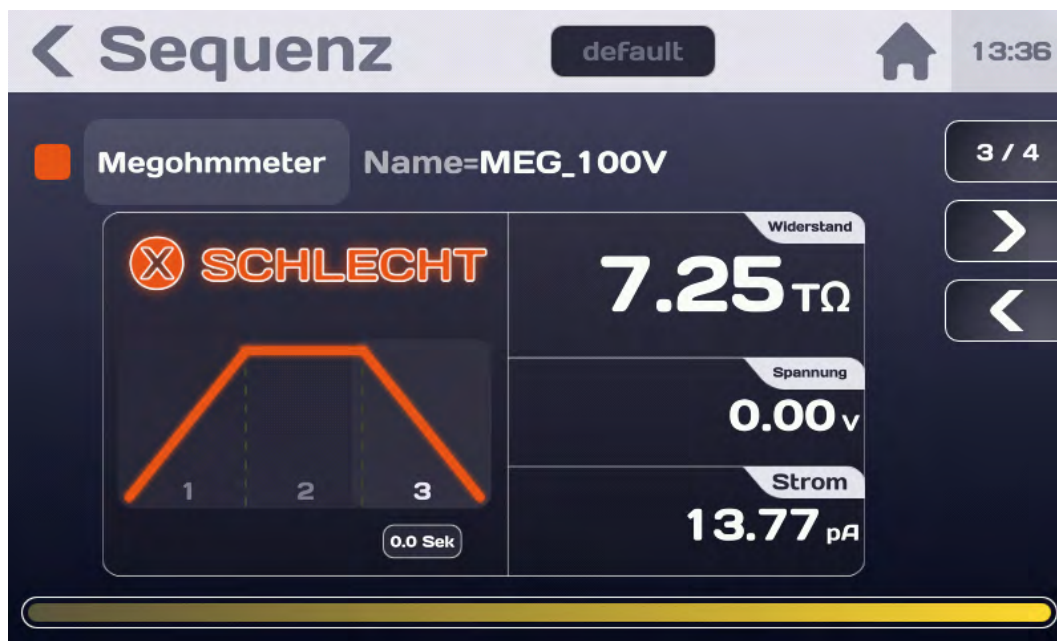 Sequenz
default
13:36
Megohmmeter
Name=MEG_100V
3 / 4
X SCHLECHT
Widerstand
7.25 TΩ
Spannung
0.00 V
Strom
13.77 pA
1 2 3
0.0 Sek